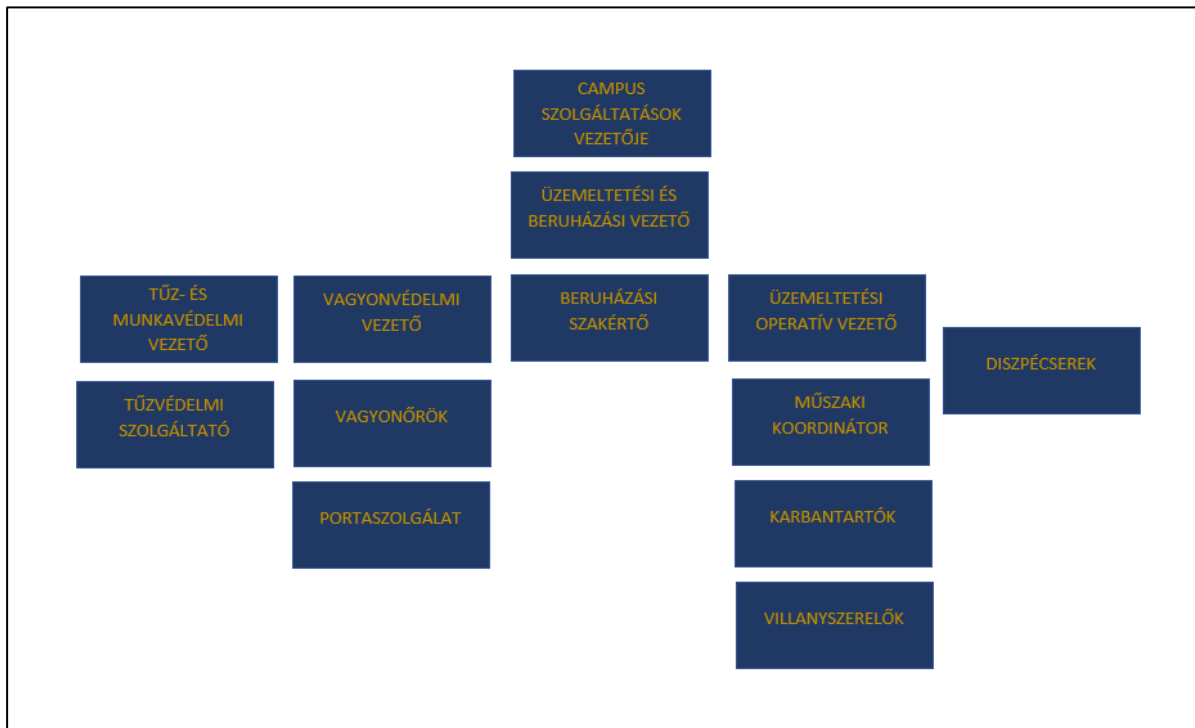 CAMPUS
SZOLGÁLTATÁSOK
VEZETŐJE
ÜZEMELTETÉSI ÉS
BERUHÁZÁSI VEZETŐ
TŰZ- ÉS
MUNKAVÉDELMI
VEZETŐ
VAGYONVÉDELMI
VEZETŐ
BERUHÁZÁSI
SZAKÉRTŐ
ÜZEMELTETÉSI
OPERATÍV VEZETŐ
DISZPÉCSEREK
TŰZVÉDELMI
SZOLGÁLTATÓ
VAGYONŐRÖK
MŰSZAKI
KOORDINÁTOR
PORTASZOLGÁLAT
KARBANTARTÓK
VILLANYSZERELŐK